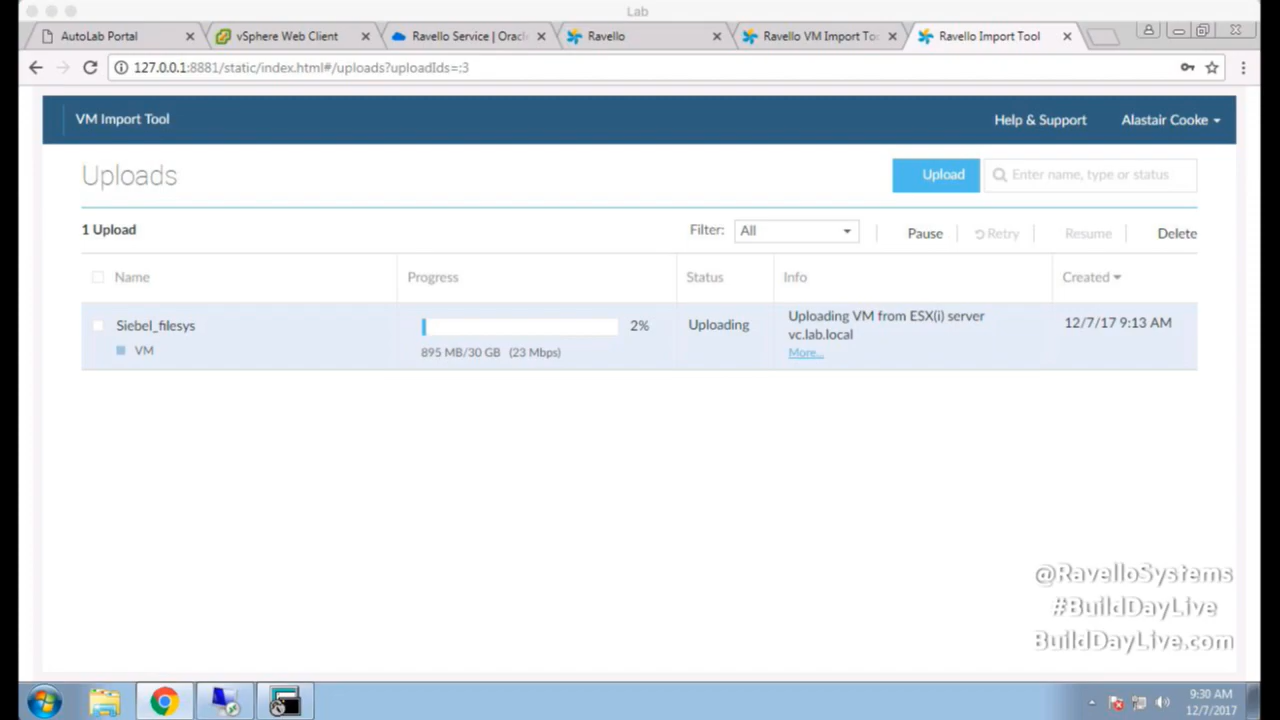 Lab
AutoLab Portal
vSphere Web Client
Ravello Service | Orac
Ravello
Ravello VM Import To
Ravello Import Tool
127.0.0.1:8881/static/index.html#/uploads?uploadIds=:3
VM Import Tool
Help & Support
Alastair Cooke
Uploads
Upload
Enter name, type or status
1 Upload
Filter:
All
Pause
Retry
Resume
Delete
Name
Progress
Status
Info
Created
Siebel_filesys
VM
2%
895 MB/30 GB (23 Mbps)
Uploading
Uploading VM from ESX(i) server
vc.lab.local
More...
12/7/17 9:13 AM
@RavelloSystems
#BuildDayLive
BuildDayLive.com
9:30 AM
12/7/2017